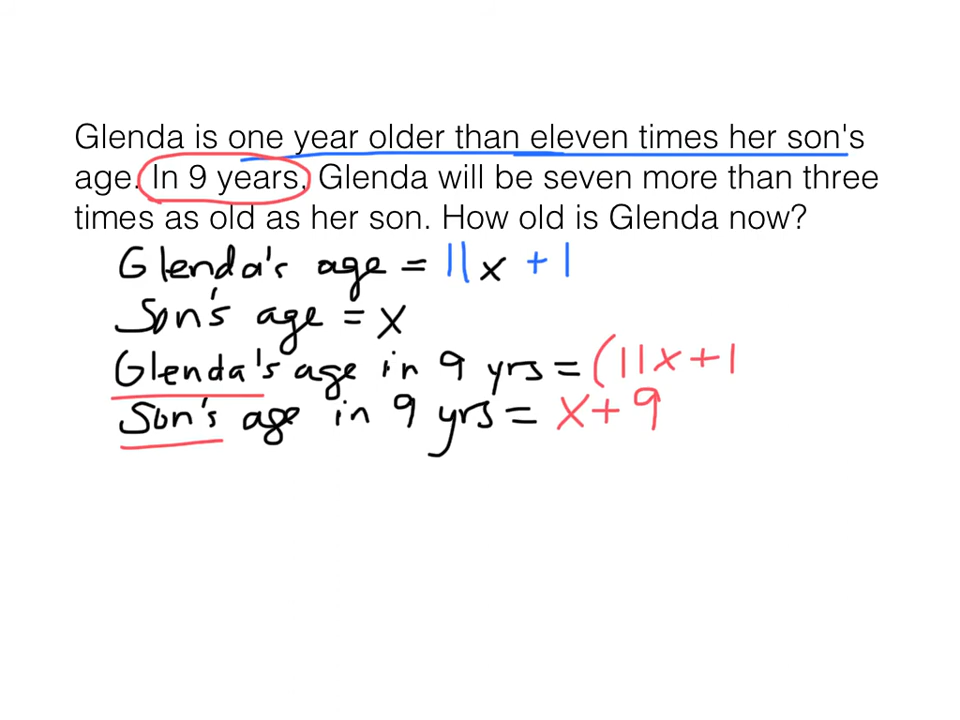 Glenda is one year older than eleven times her son's
age. In 9 years, Glenda will be seven more than three
times as old as her son. How old is Glenda now?
Glenda's age = 11x + 1
Son's age = x
Glenda's age in 9 yrs = (11x+1
Son's age in 9 yrs = x+9